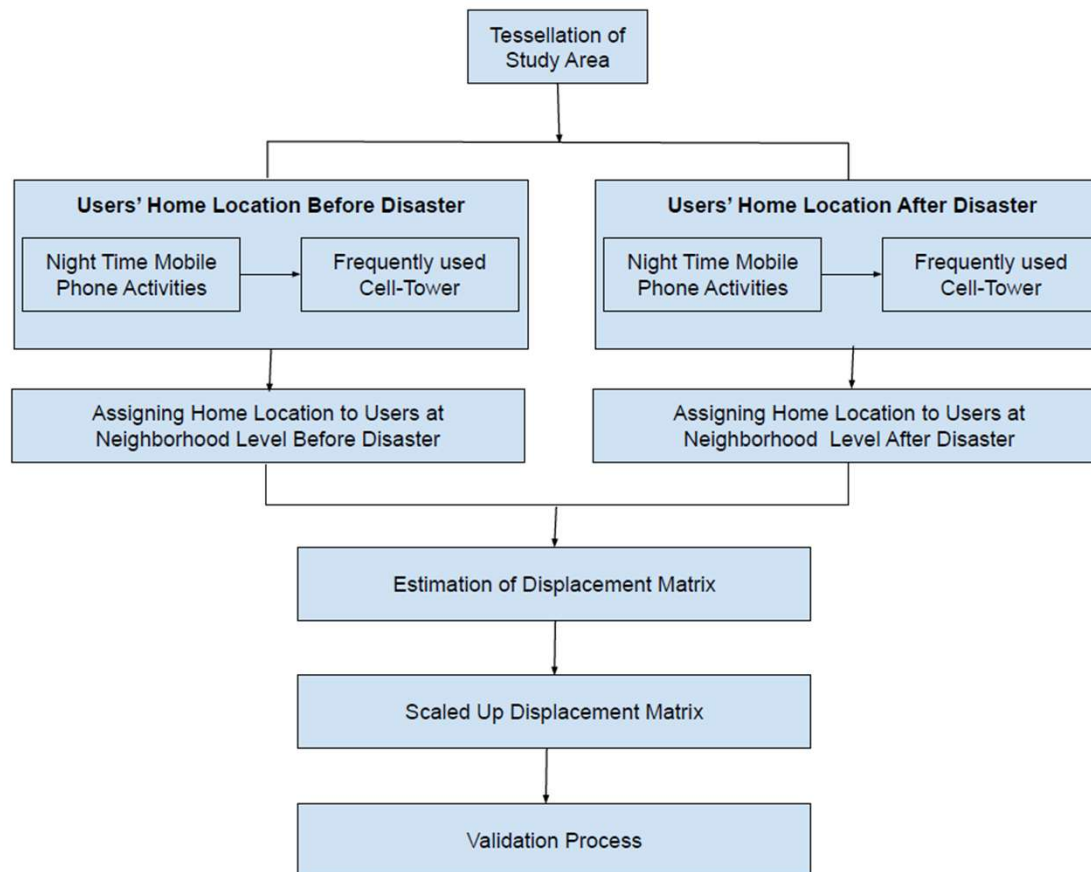 Tessellation of
Study Area
Users’ Home Location Before Disaster
Night Time Mobile
Phone Activities
Frequently used
Cell-Tower
Users’ Home Location After Disaster
Night Time Mobile
Phone Activities
Frequently used
Cell-Tower
Assigning Home Location to Users at
Neighborhood Level Before Disaster
Assigning Home Location to Users at
Neighborhood Level After Disaster
Estimation of Displacement Matrix
Scaled Up Displacement Matrix
Validation Process